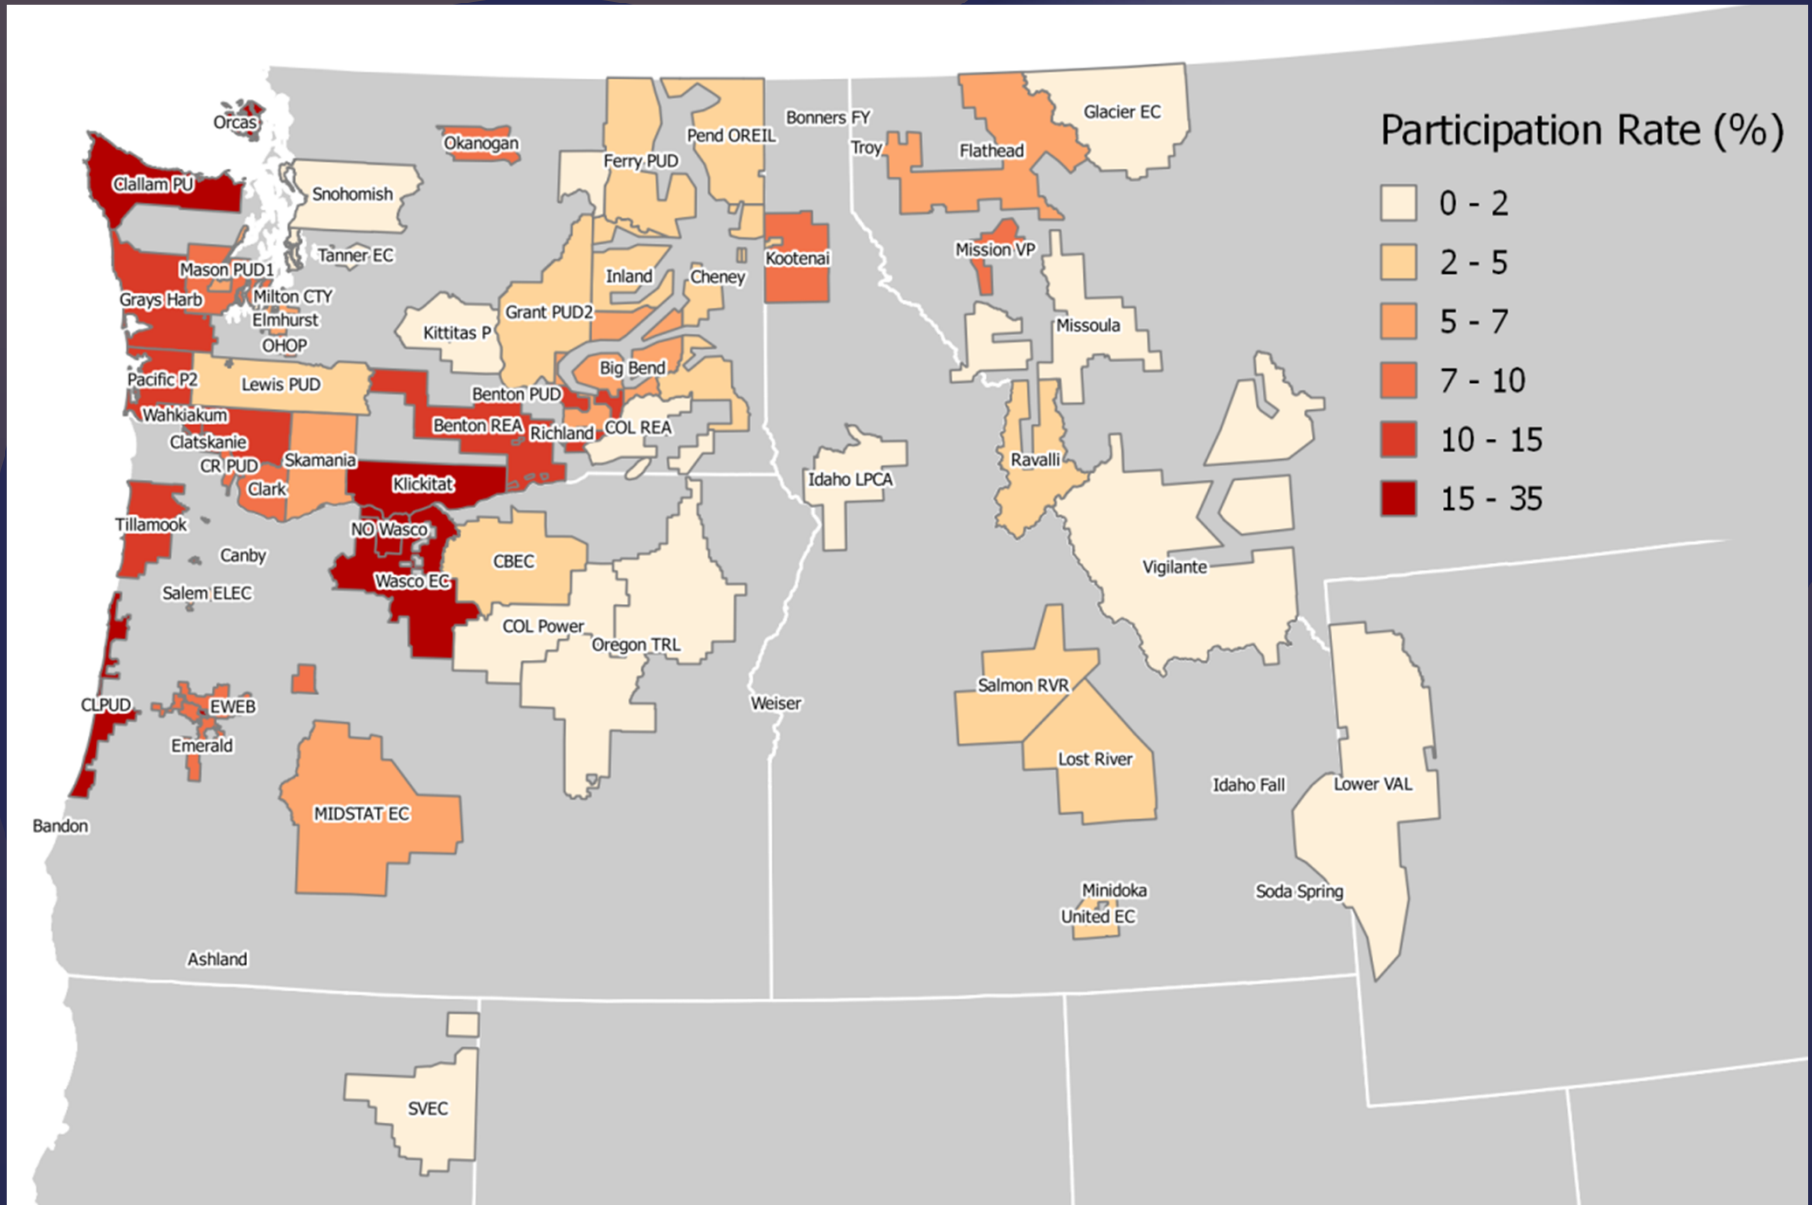 Participation Rate (%)
0 - 2
2 - 5
5 - 7
7 - 10
10 - 15
15 - 35
Glacier EC
Bonners FY
Orcas
Pend OREIL
Okanogan
Troy
Flathead
Ferry PUD
Clallam PU
Snohomish
Mission VP
Tanner EC
Kootenai
Mason PUD1
Inland
Cheney
Milton CTY
Grays Harb
Grant PUD2
Elmhurst
Missoula
Kittitas P
OHOP
Big Bend
Pacific P2
Lewis PUD
Benton PUD
Wahkiakum
Benton REA
COL REA
Richland
Clatskanie
Skamania
Ravalli
CR PUD
Idaho LPCA
Klickitat
Clark
Tillamook
NO Wasco
Canby
CBEC
Vigilante
Wasco EC
Salem ELEC
COL Power
Oregon TRL
Salmon RVR
Weiser
CLPUD
EWEB
Emerald
Lost River
Idaho Fall
Lower VAL
MIDSTAT EC
Bandon
Minidoka
Soda Spring
United EC
Ashland
SVEC